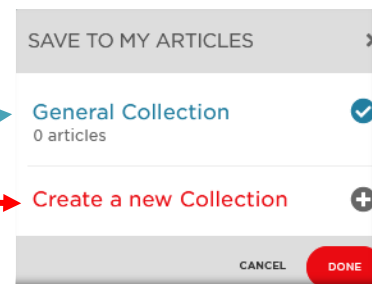 SAVE TO MY ARTICLES
General Collection
0 articles
Create a new Collection
CANCEL DONE